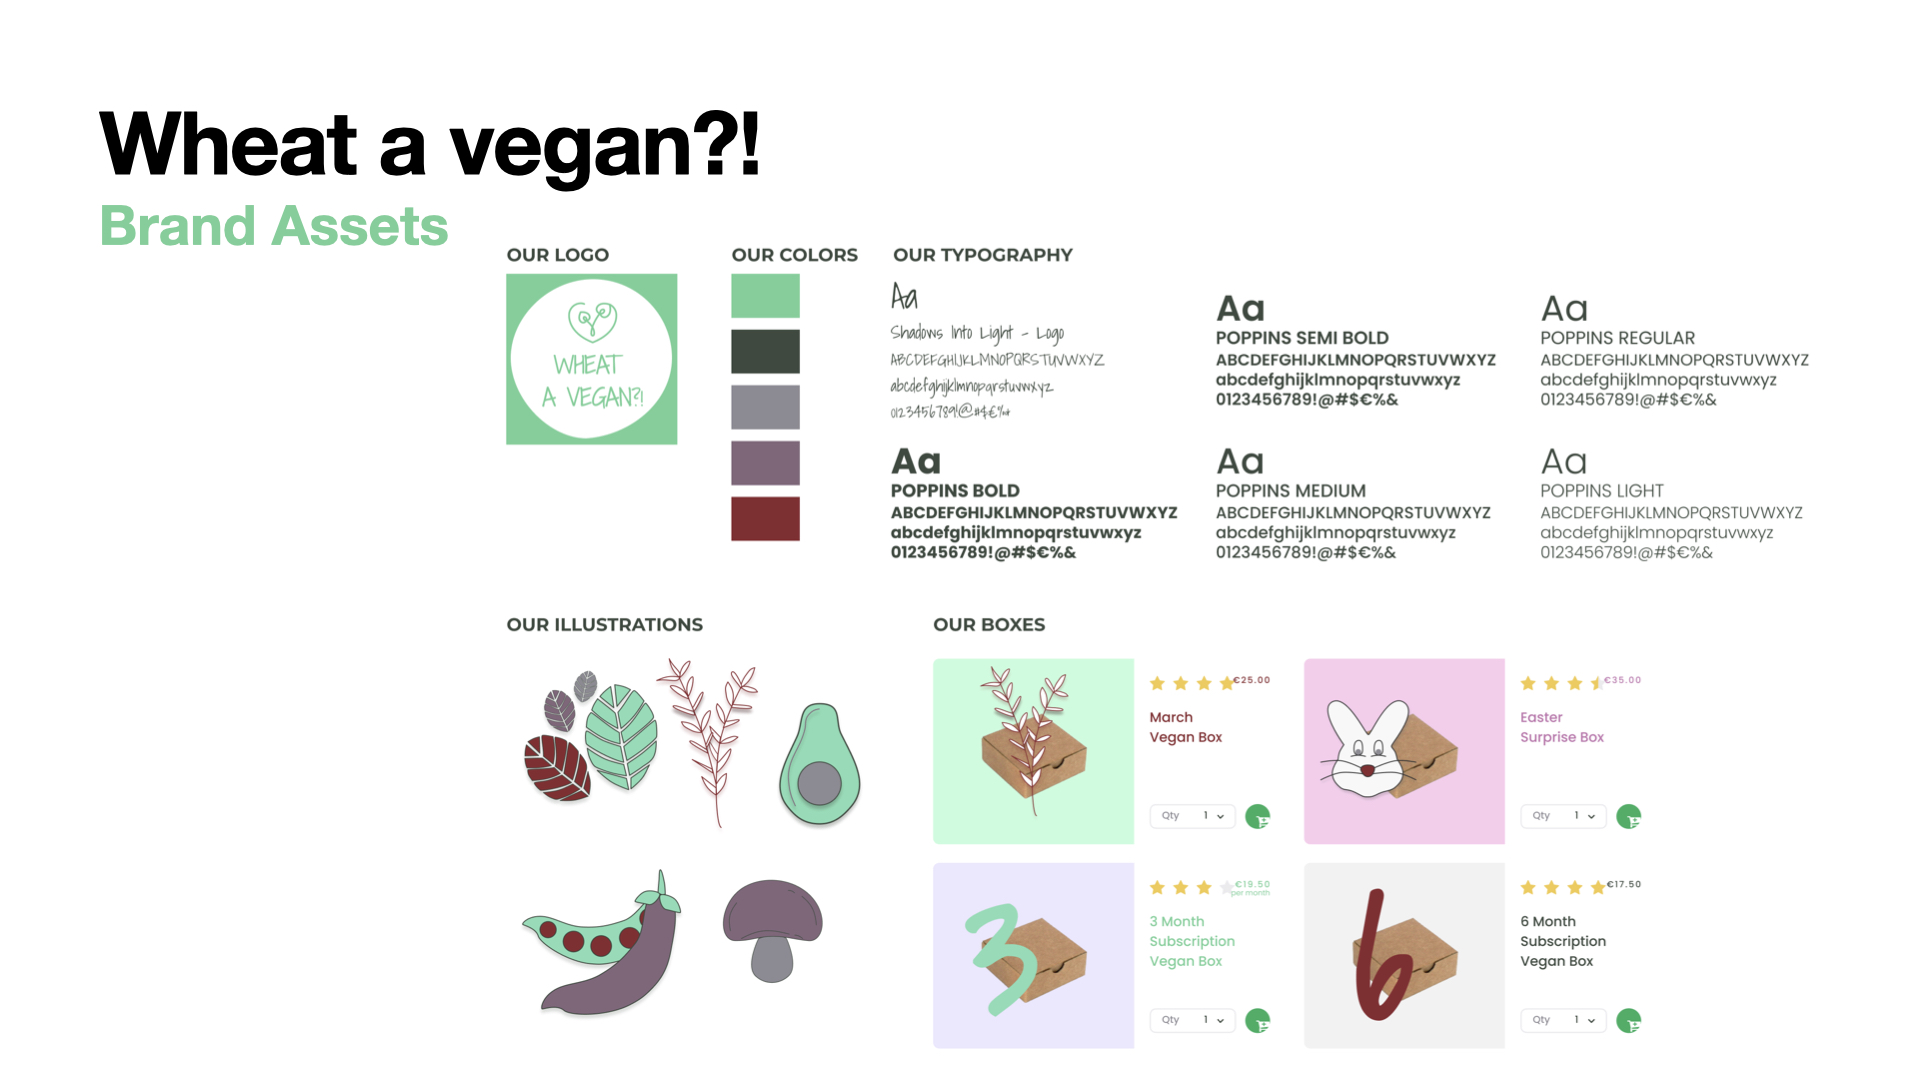 Wheat a vegan?!
Brand Assets
OUR LOGO
WHEAT
A VEGAN?!
OUR COLORS
OUR TYPOGRAPHY
Aa
Shadows Into Light - Logo
ABCDEFGHIJKLMNOPQRSTUVWXYZ
abcdefghijklmnopqrstuvwxyz
Aa
POPPINS SEMI BOLD
ABCDEFGHIJKLMNOPQRSTUVWXYZ
abcdefghijklmnopqrstuvwxyz
0123456789!@#$€%&
Aa
POPPINS REGULAR
ABCDEFGHIJKLMNOPQRSTUVWXYZ
abcdefghijklmnopqrstuvwxyz
0123456789!@#$€%&
Aa
POPPINS BOLD
ABCDEFGHIJKLMNOPQRSTUVWXYZ
abcdefghijklmnopqrstuvwxyz
0123456789!@#$€%&
Aa
POPPINS MEDIUM
ABCDEFGHIJKLMNOPQRSTUVWXYZ
abcdefghijklmnopqrstuvwxyz
0123456789!@#$€%&
Aa
POPPINS LIGHT
ABCDEFGHIJKLMNOPQRSTUVWXYZ
abcdefghijklmnopqrstuvwxyz
0123456789!@#$€%&
OUR ILLUSTRATIONS
OUR BOXES
€25.00
March
Vegan Box
Qty 1
€35.00
Easter
Surprise Box
Qty 1
3
€19.50
per month
3 Month
Subscription
Vegan Box
Qty 1
6
€17.50
6 Month
Subscription
Vegan Box
Qty 1